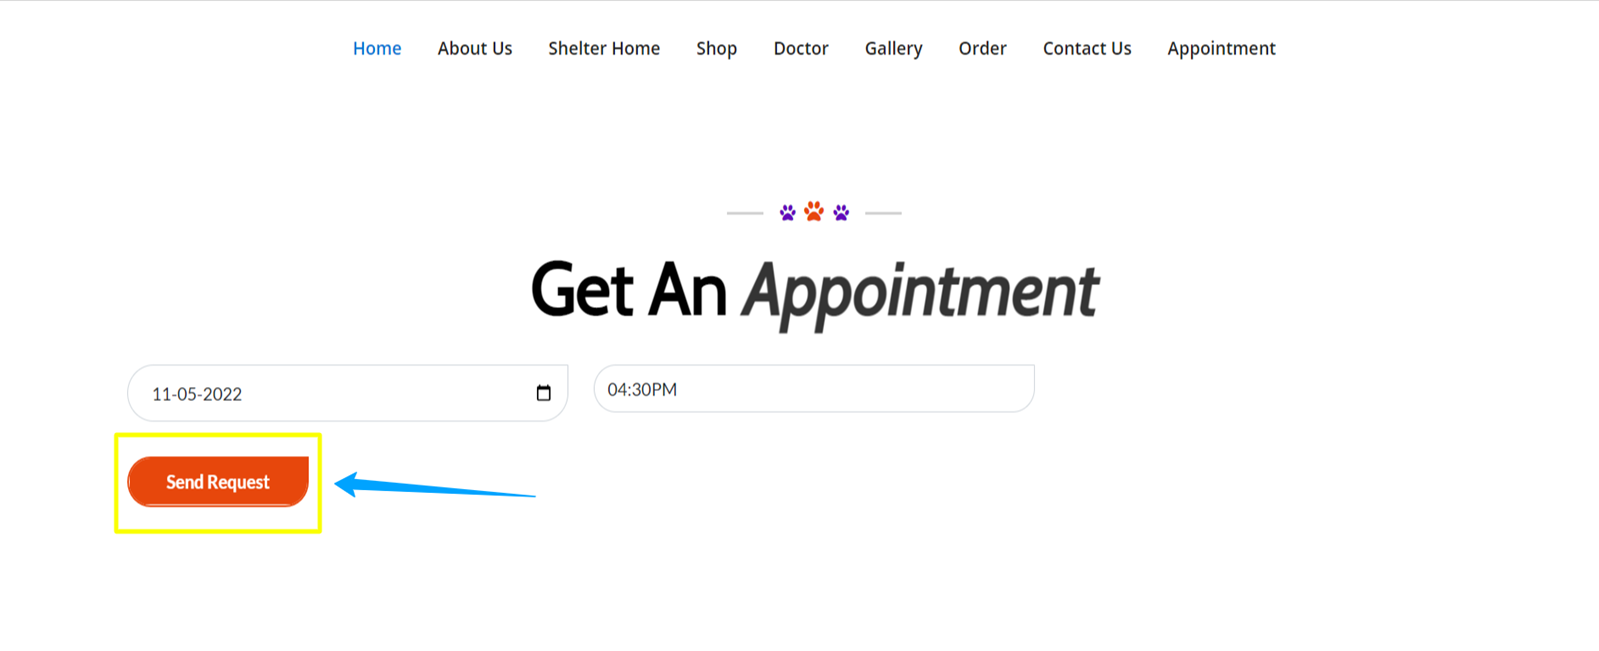 Home About Us Shelter Home Shop Doctor Gallery Order Contact Us Appointment
Get An Appointment
11-05-2022 04:30PM
Send Request